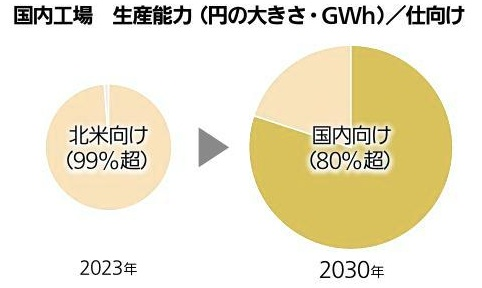 国内工場　生産能力（円の大きさ・GWh）／仕向け
北米向け
（99%超）
国内向け
（80%超）
2023年
2030年